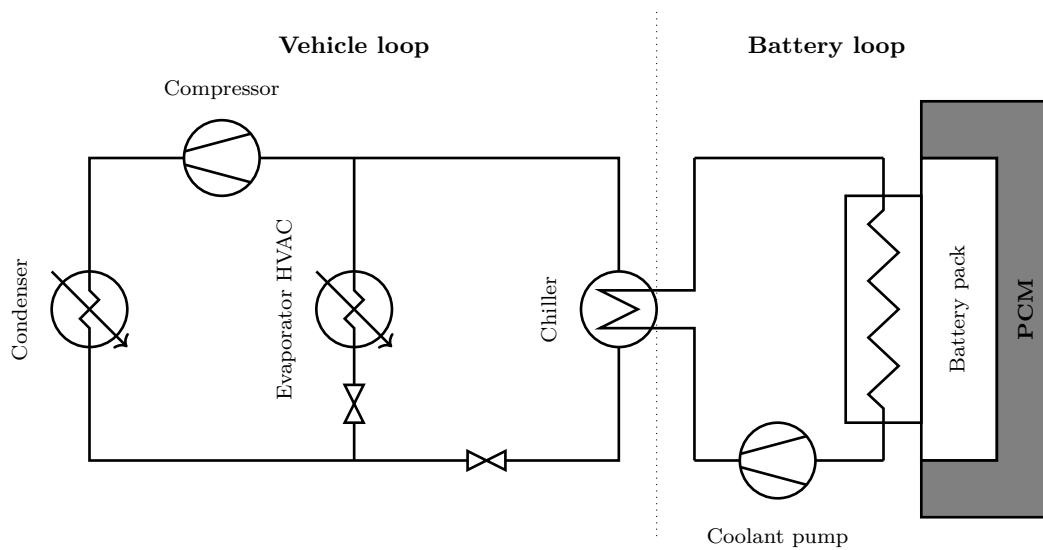 Vehicle loop
Battery loop
Compressor
Condenser
Evaporator HVAC
Chiller
Battery pack
PCM
Coolant pump